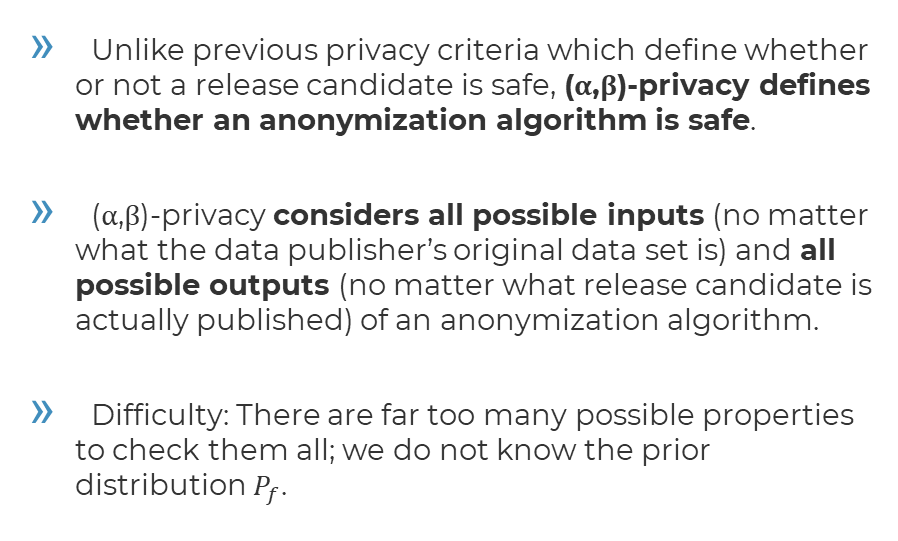 » Unlike previous privacy criteria which define whether
or not a release candidate is safe, (α,β)-privacy defines
whether an anonymization algorithm is safe.
» (α,β)-privacy considers all possible inputs (no matter
what the data publisher’s original data set is) and all
possible outputs (no matter what release candidate is
actually published) of an anonymization algorithm.
» Difficulty: There are far too many possible properties
to check them all; we do not know the prior
distribution P_f.